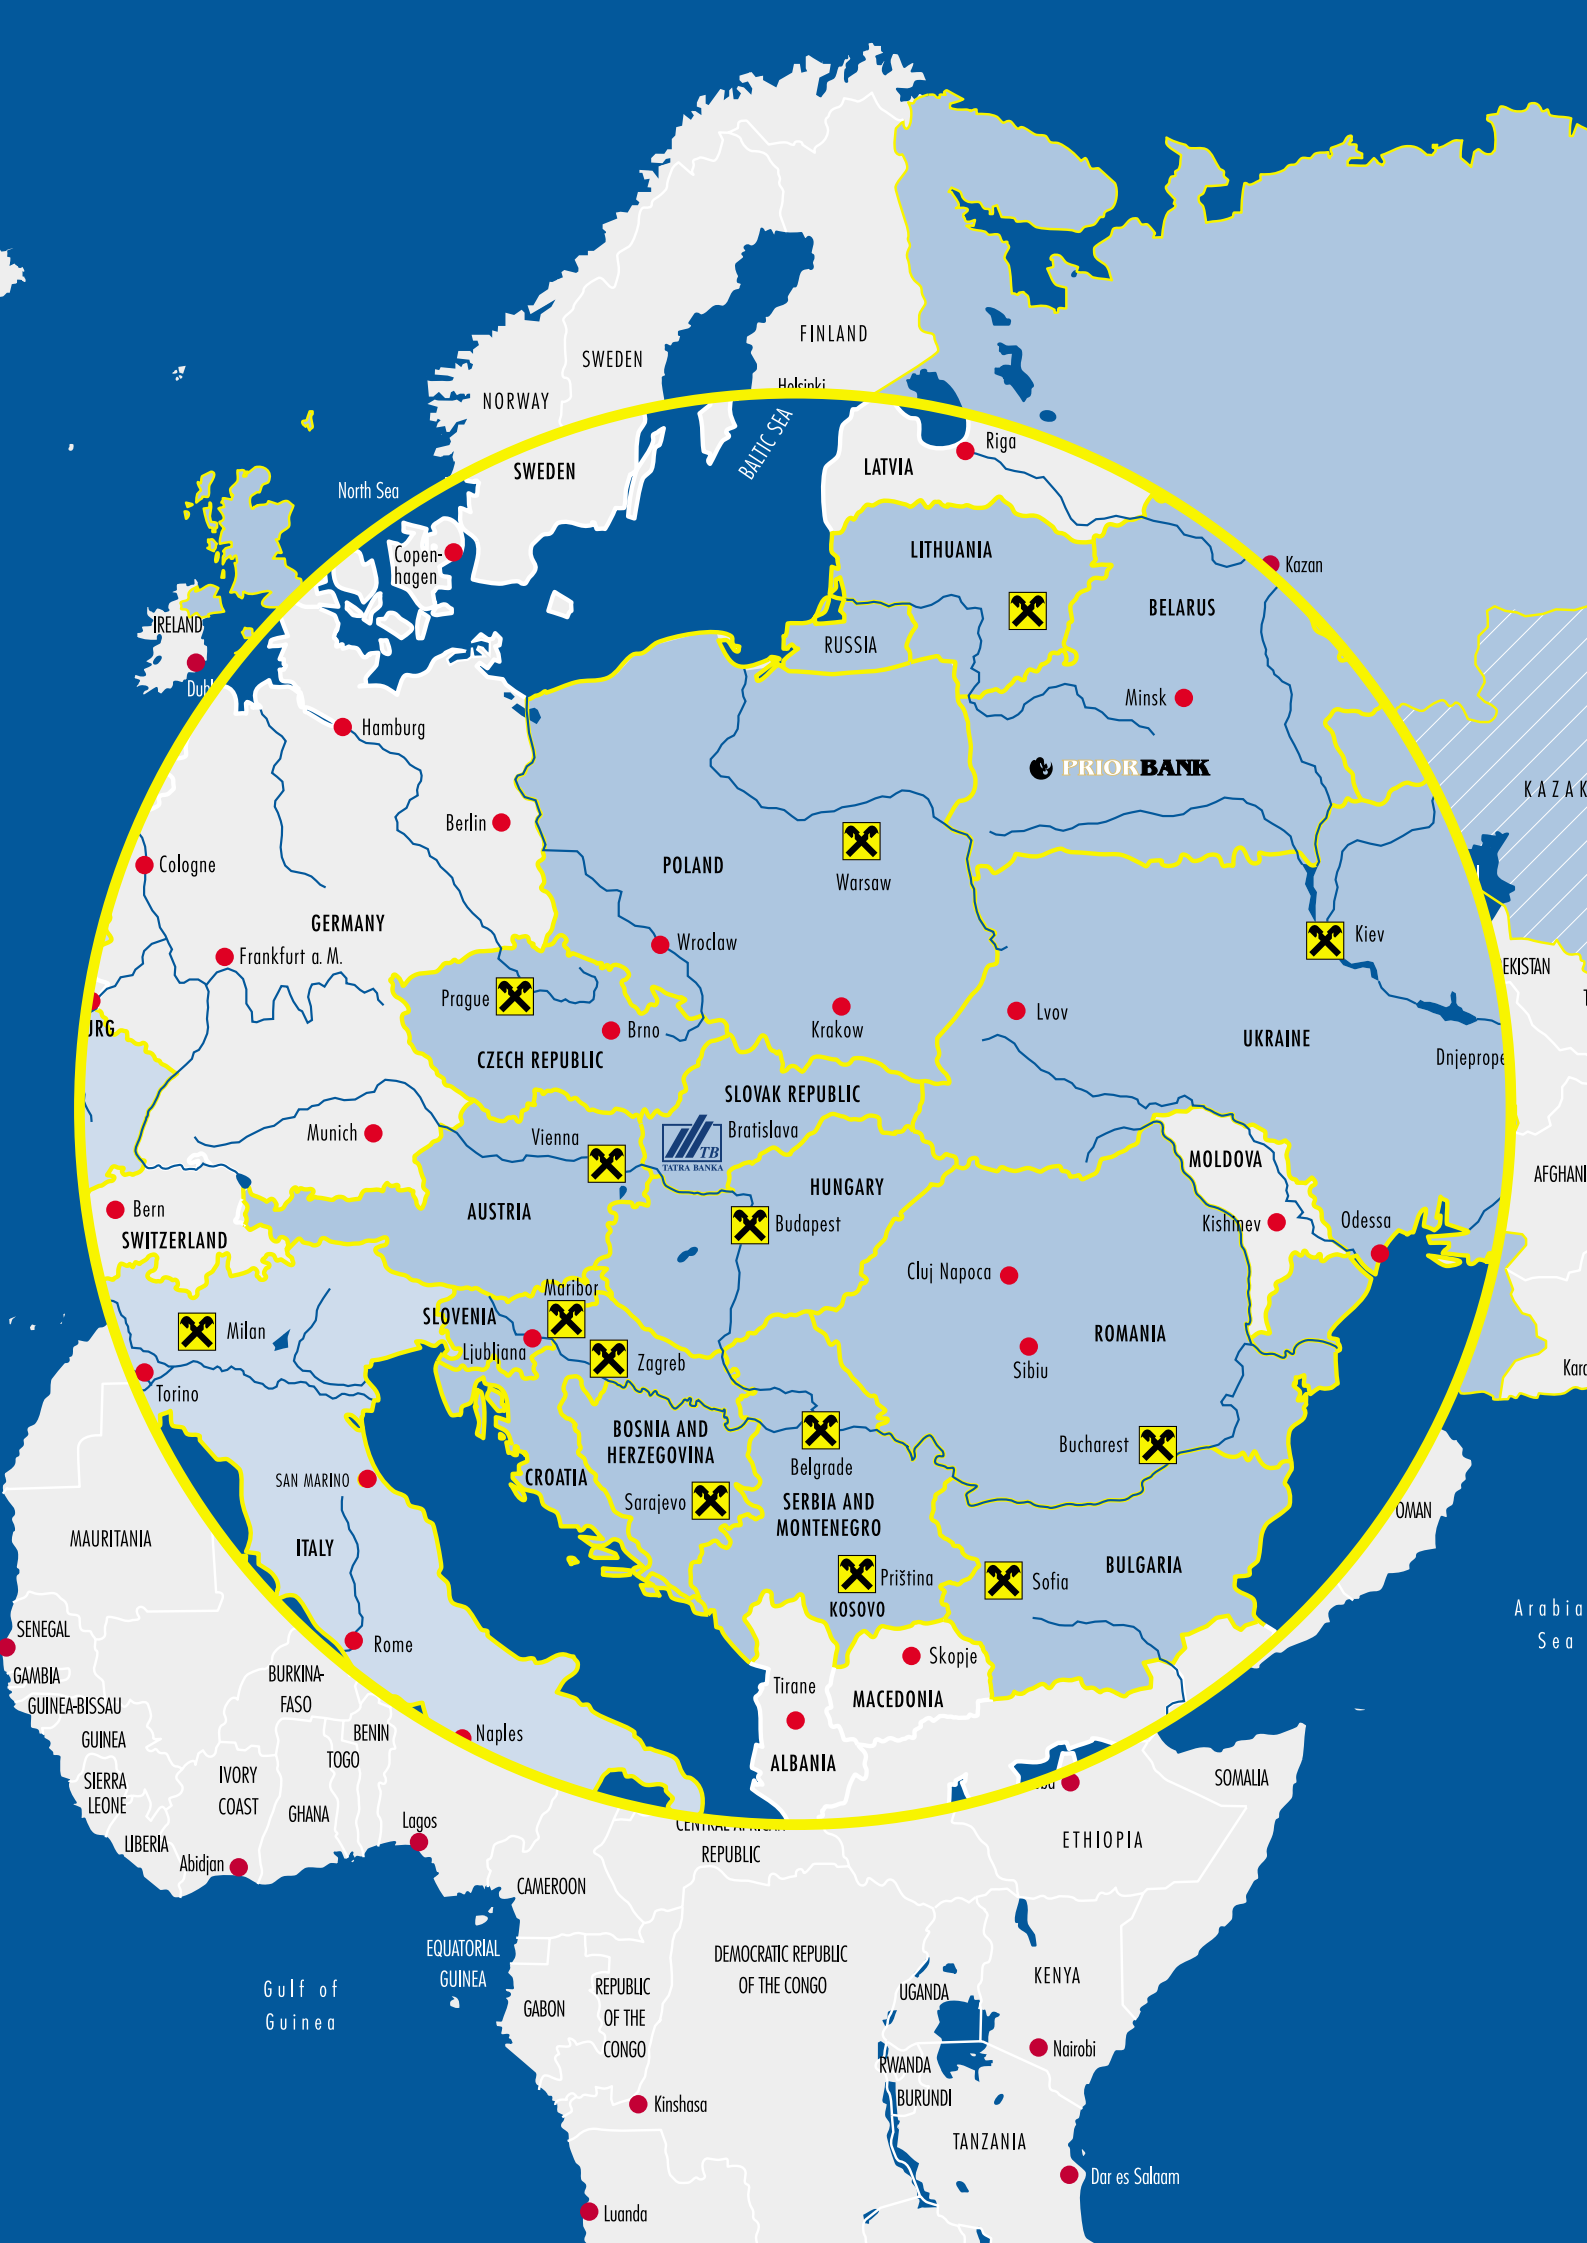 FINLAND
SWEDEN
Helsinki
NORWAY
BALTIC SEA
Riga
LATVIA
SWEDEN
North Sea
Copen-
hagen
LITHUANIA
Kazan
BELARUS
IRELAND
RUSSIA
Dubl
Minsk
Hamburg
PRIORBANK
KAZAK
Berlin
Cologne
POLAND
Warsaw
GERMANY
Wroclaw
Kiev
Frankfurt a. M.
EKISTAN
Prague
Krakow
Lvov
Brno
URG
UKRAINE
CZECH REPUBLIC
Dnjeprope
SLOVAK REPUBLIC
Munich
Vienna
Bratislava
TB
TATRA BANKA
MOLDOVA
AFGHANI
HUNGARY
Bern
AUSTRIA
Budapest
Kishinev
Odessa
SWITZERLAND
Cluj Napoca
Maribor
SLOVENIA
Milan
ROMANIA
Ljubljana
Zagreb
Sibiu
Kara
Torino
BOSNIA AND
HERZEGOVINA
Bucharest
Belgrade
SAN MARINO
CROATIA
Sarajevo
SERBIA AND
MONTENEGRO
OMAN
MAURITANIA
ITALY
BULGARIA
Priština
Sofia
KOSOVO
Arabia
Sea
SENEGAL
Rome
Skopje
GAMBIA
BURKINA-
FASO
Tirane
MACEDONIA
GUINEA-BISSAU
BENIN
Naples
GUINEA
TOGO
ALBANIA
IVORY
COAST
SIERRA
LEONE
SOMALIA
GHANA
Lagos
CENTRAL AFRICAN
REPUBLIC
LIBERIA
ETHIOPIA
Abidjan
CAMEROON
EQUATORIAL
GUINEA
DEMOCRATIC REPUBLIC
OF THE CONGO
KENYA
Gulf of
Guinea
REPUBLIC
OF THE
CONGO
UGANDA
GABON
Nairobi
RWANDA
BURUNDI
Kinshasa
TANZANIA
Dar es Salaam
Luanda